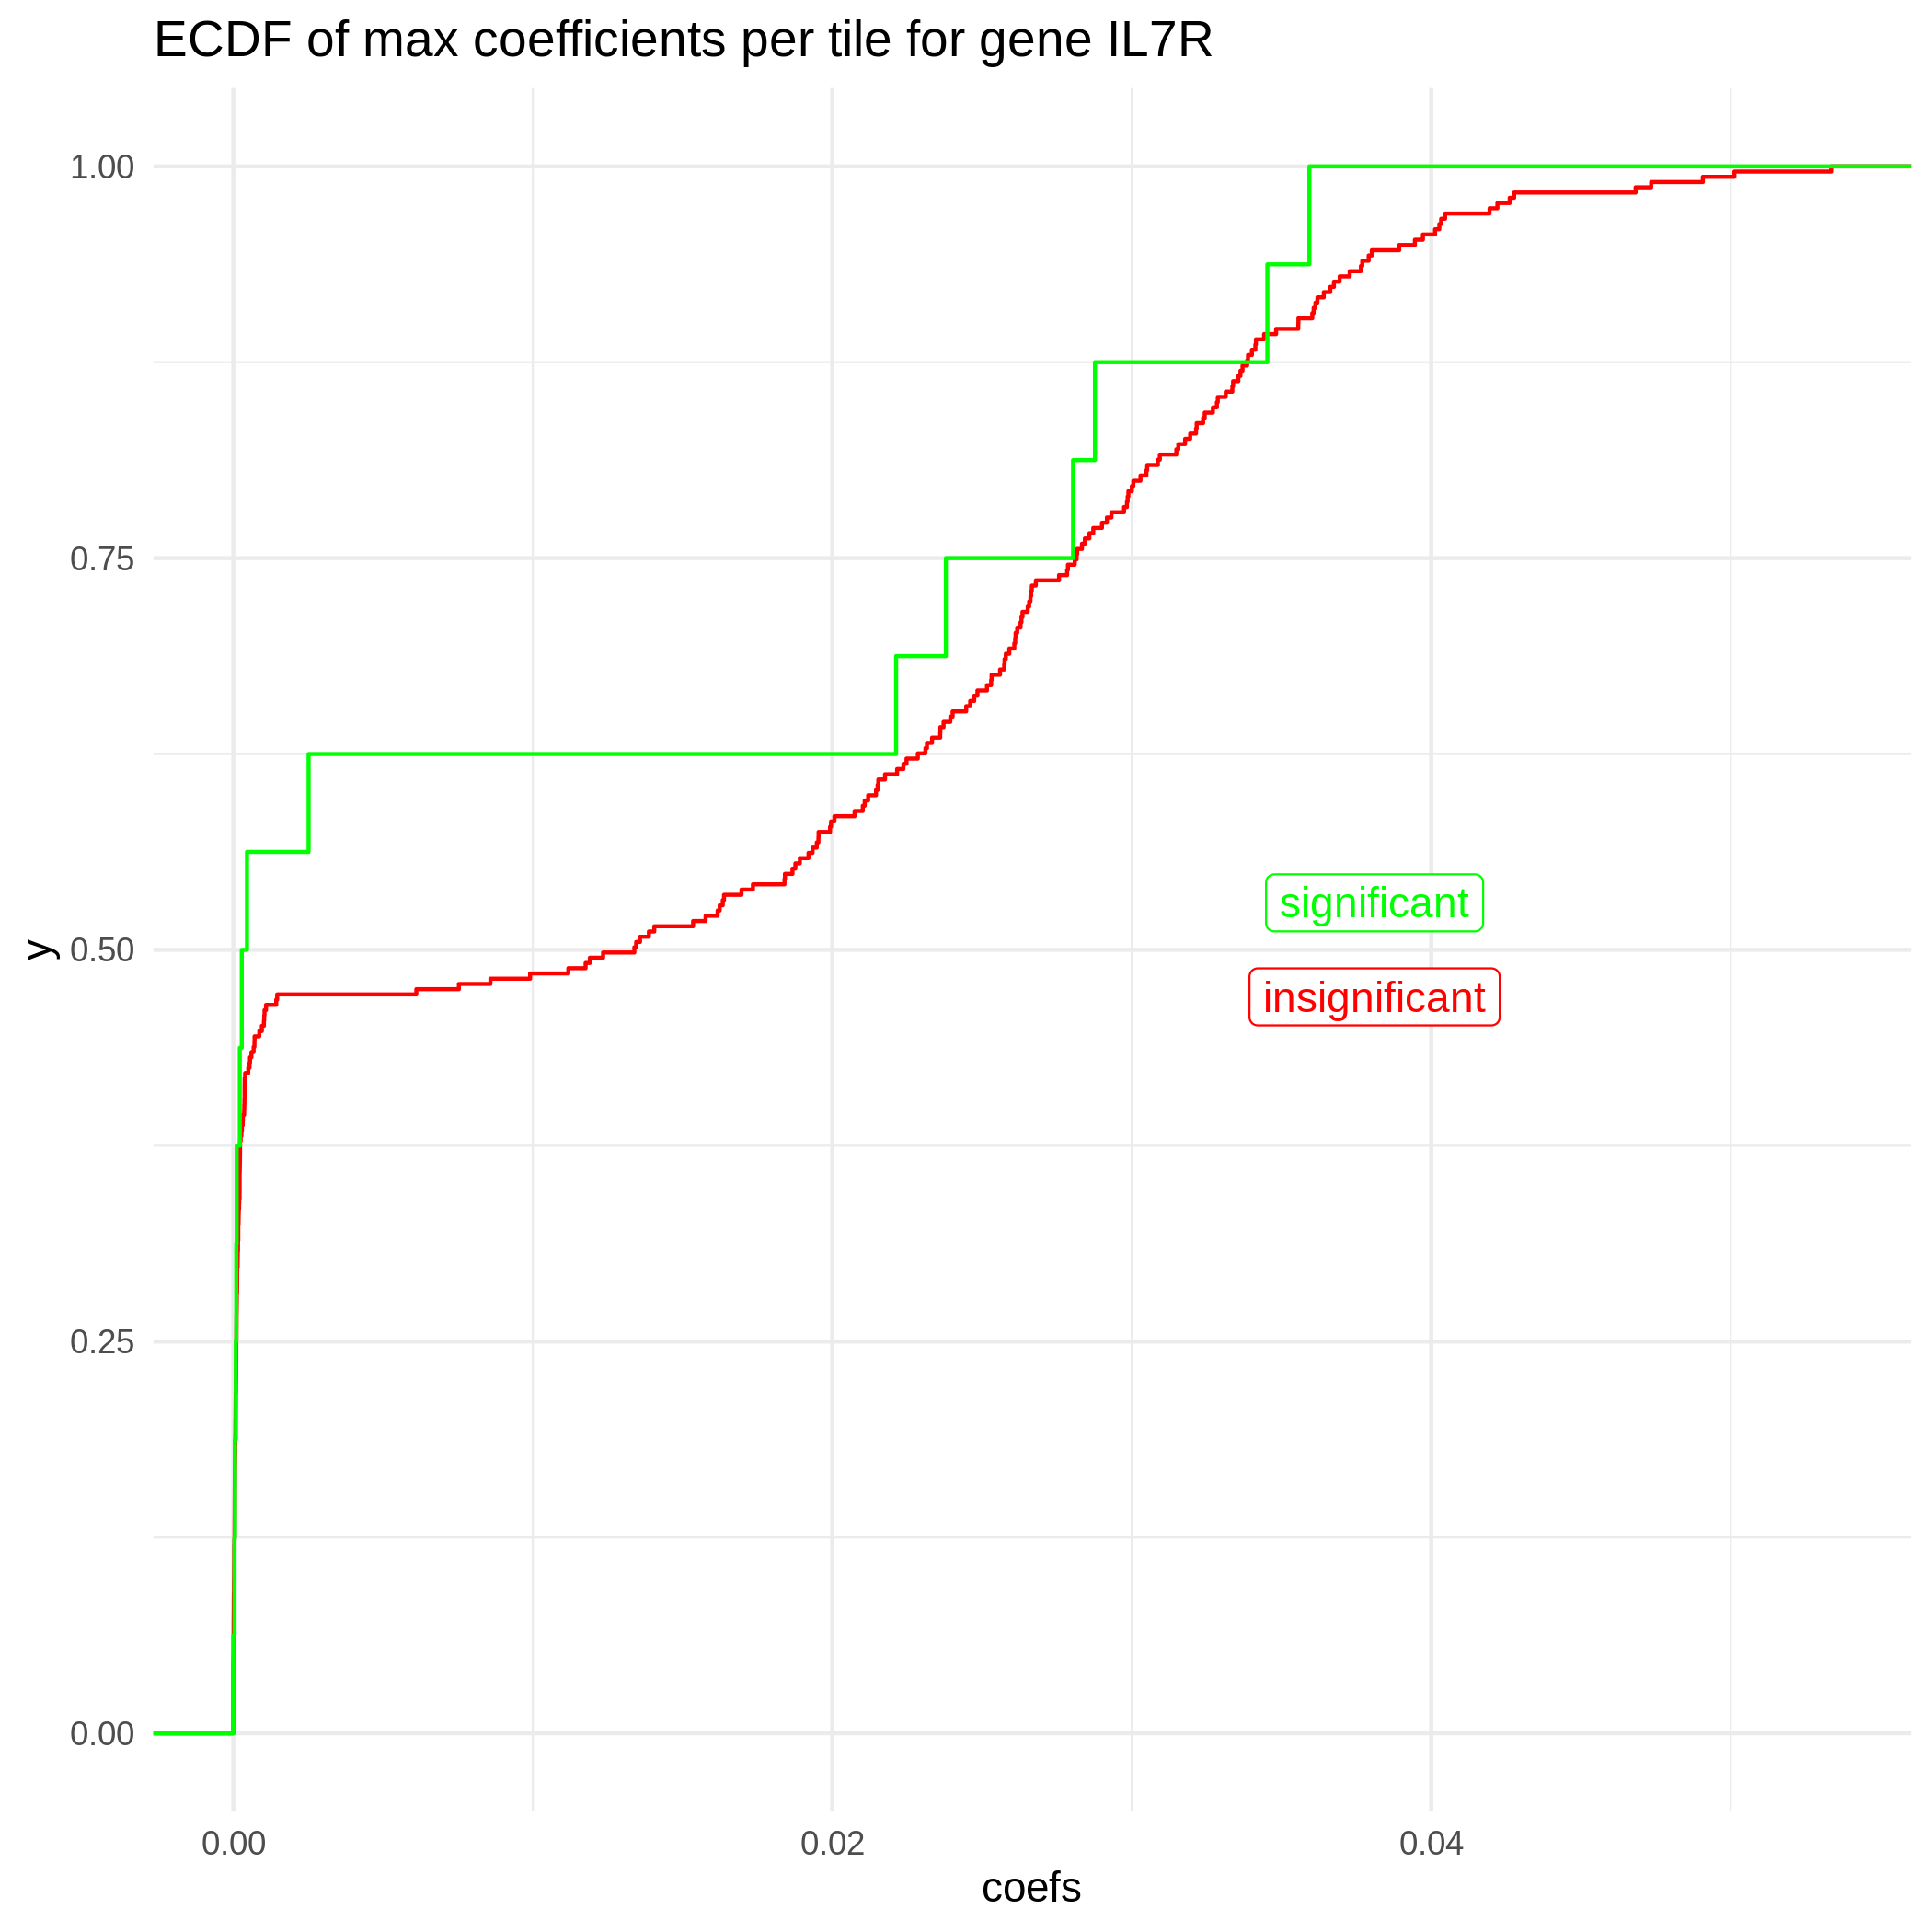 ECDF of max coefficients per tile for gene IL7R
1.00
0.75
0.50
0.25
0.00
y
significant
insignificant
0.00 0.02 0.04
coefs